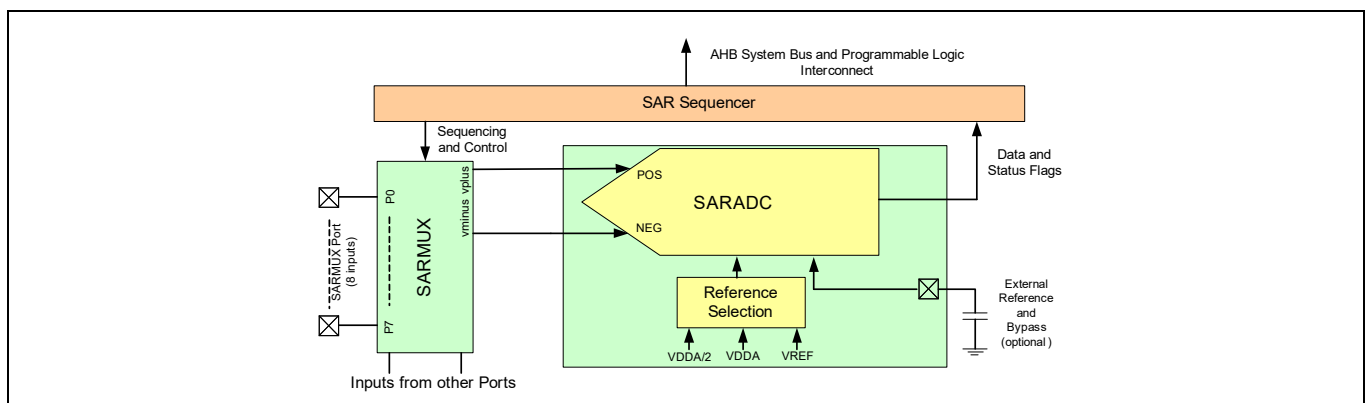 AHB System Bus and Programmable Logic
Interconnect
SAR Sequencer
Sequencing
and Control
Data and
Status Flags
vminus vplus
POS
P0
SARADC
SARMUX
NEG
SARMUX Port
(8 inputs)
P7
Reference
Selection
External
Reference
and
Bypass
(optional)
VDDA/2
VDDA
VREF
Inputs from other Ports